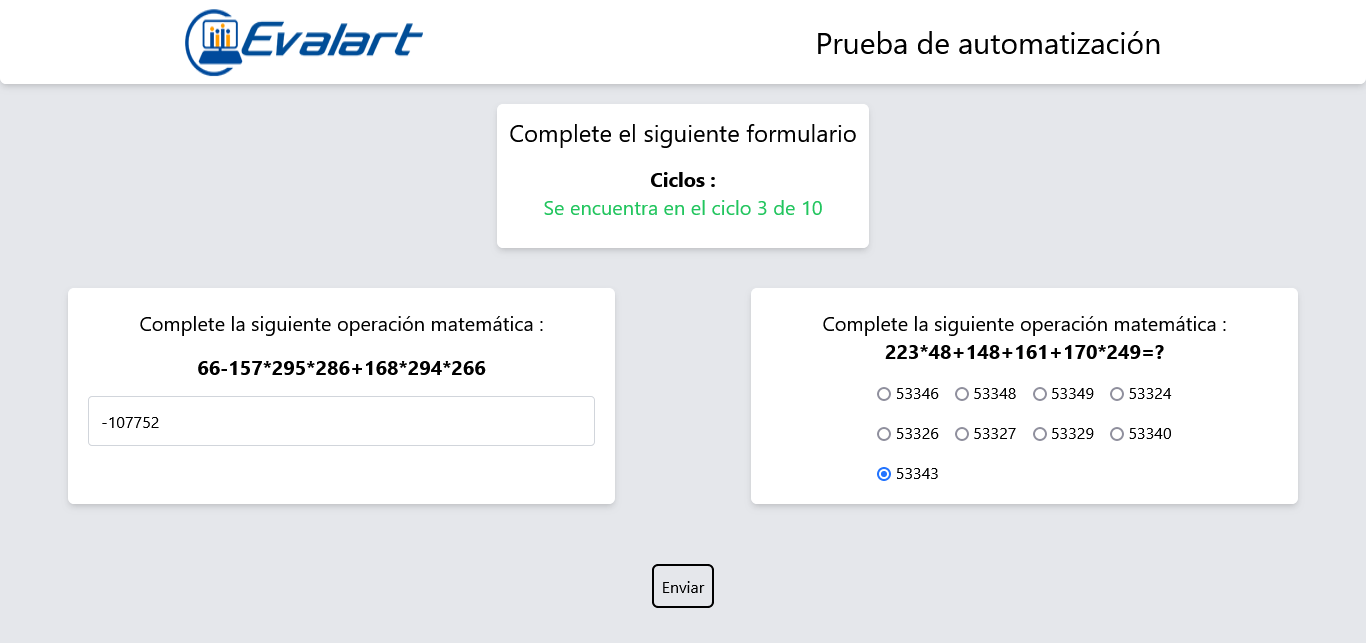 Evalart
Prueba de automatización
Complete el siguiente formulario
Ciclos :
Se encuentra en el ciclo 3 de 10
Complete la siguiente operación matemática :
66-157*295*286+168*294*266
-107752
Complete la siguiente operación matemática :
223*48+148+161+170*249=?
53346 53348 53349 53324
53326 53327 53329 53340
53343
Enviar